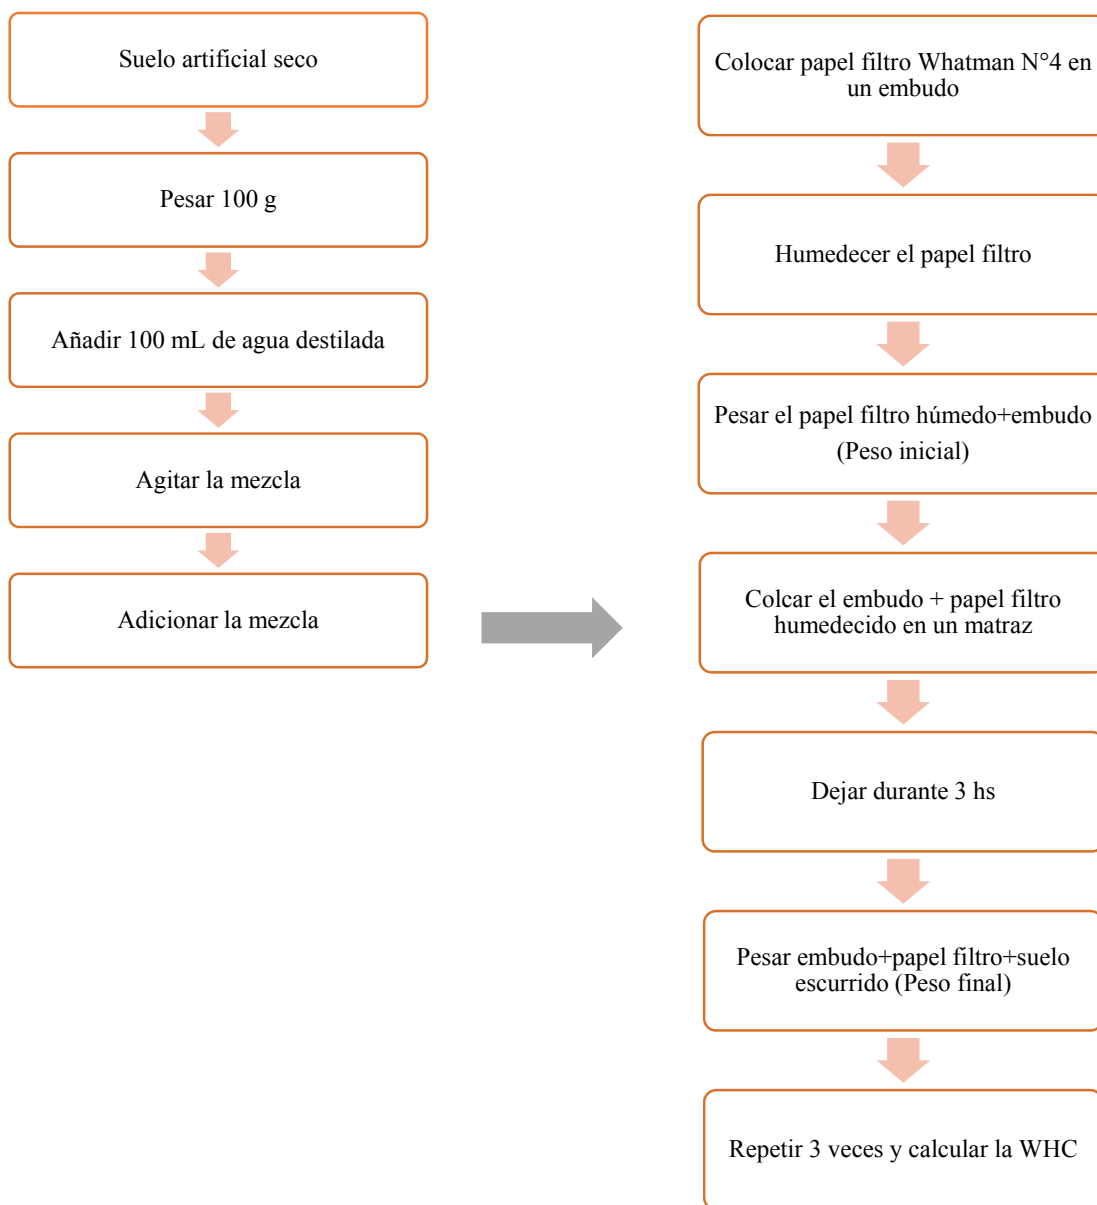 Suelo artificial seco
Pesar 100 g
Añadir 100 mL de agua destilada
Agitar la mezcla
Adicionar la mezcla
Colocar papel filtro Whatman N°4 en
un embudo
Humedecer el papel filtro
Pesar el papel filtro húmedo+embudo
(Peso inicial)
Colcar el embudo + papel filtro
humedecido en un matraz
Dejar durante 3 hs
Pesar embudo+papel filtro+suelo
escurrido (Peso final)
Repetir 3 veces y calcular la WHC